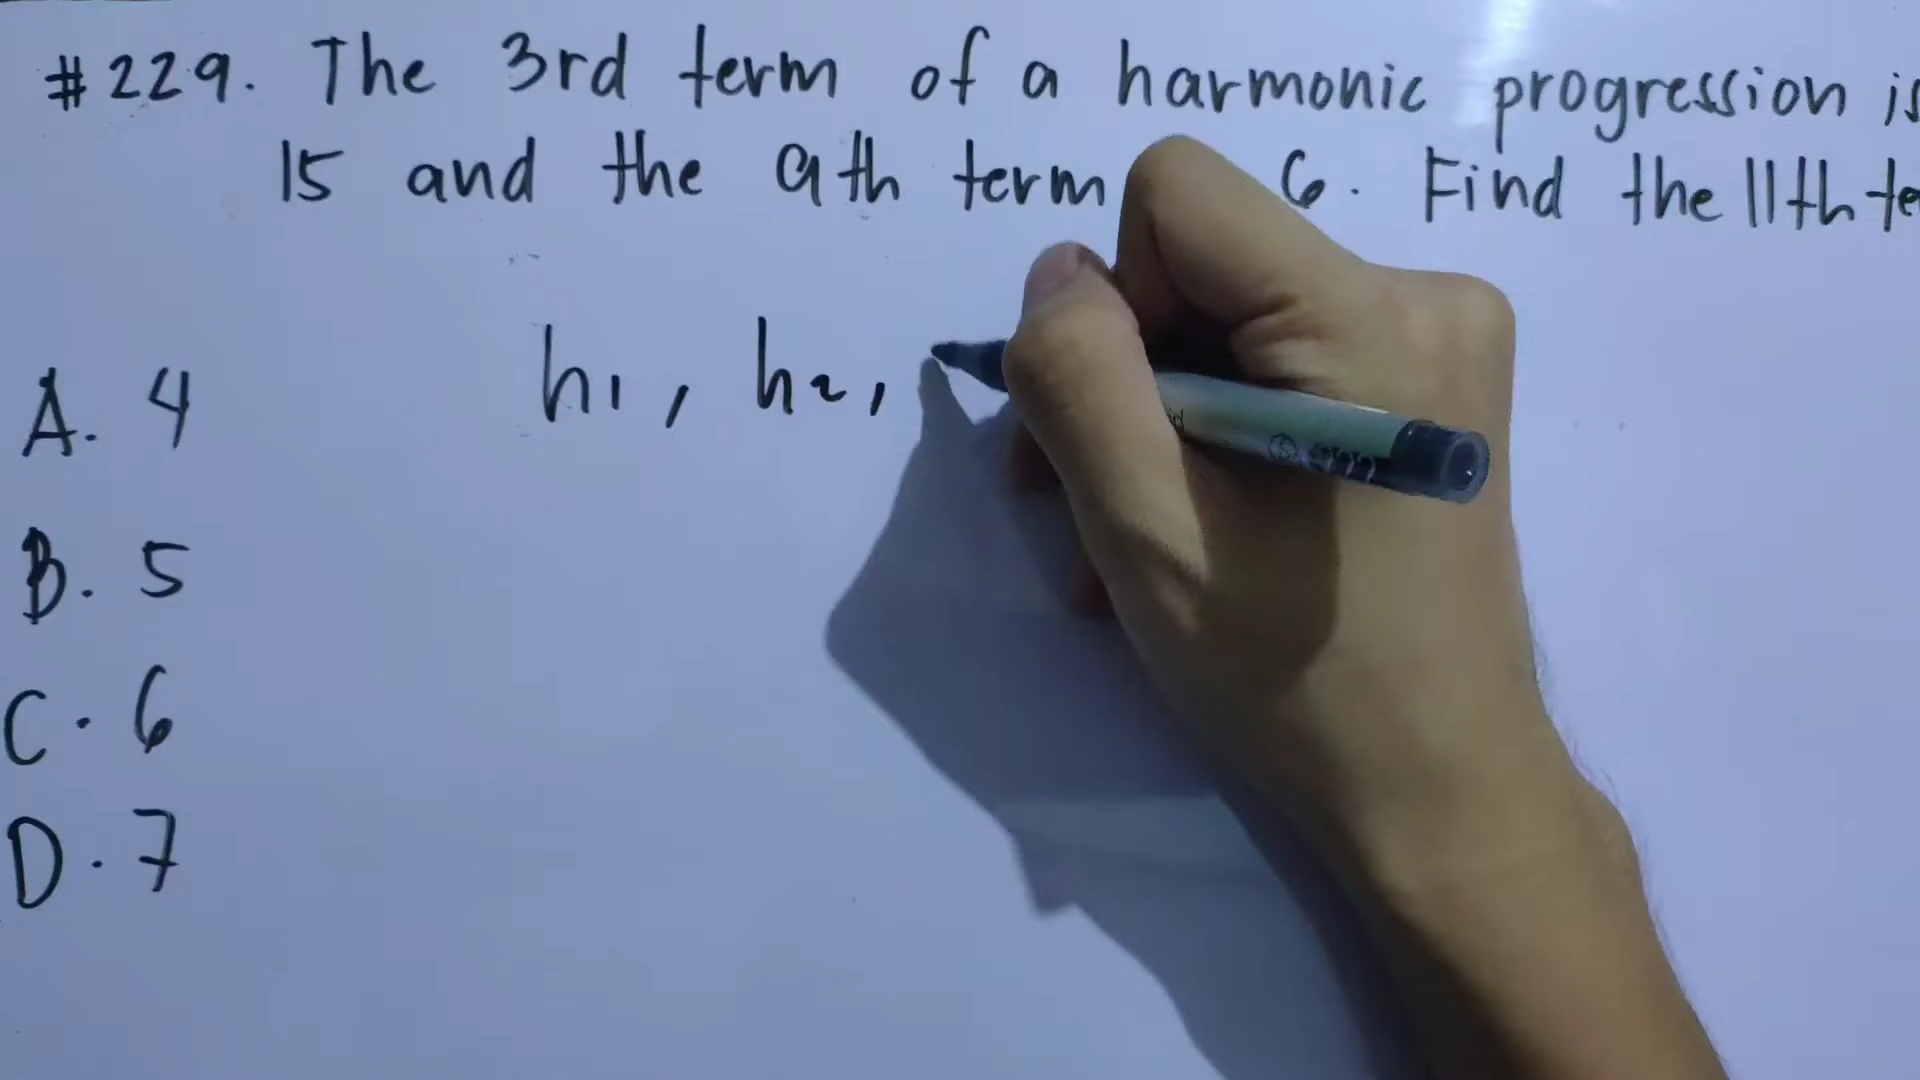 #229. The 3rd term of a harmonic progression is
15 and the 9th term 6. Find the 11th te
h1, h2,
A. 4
B. 5
C. 6
D. 7